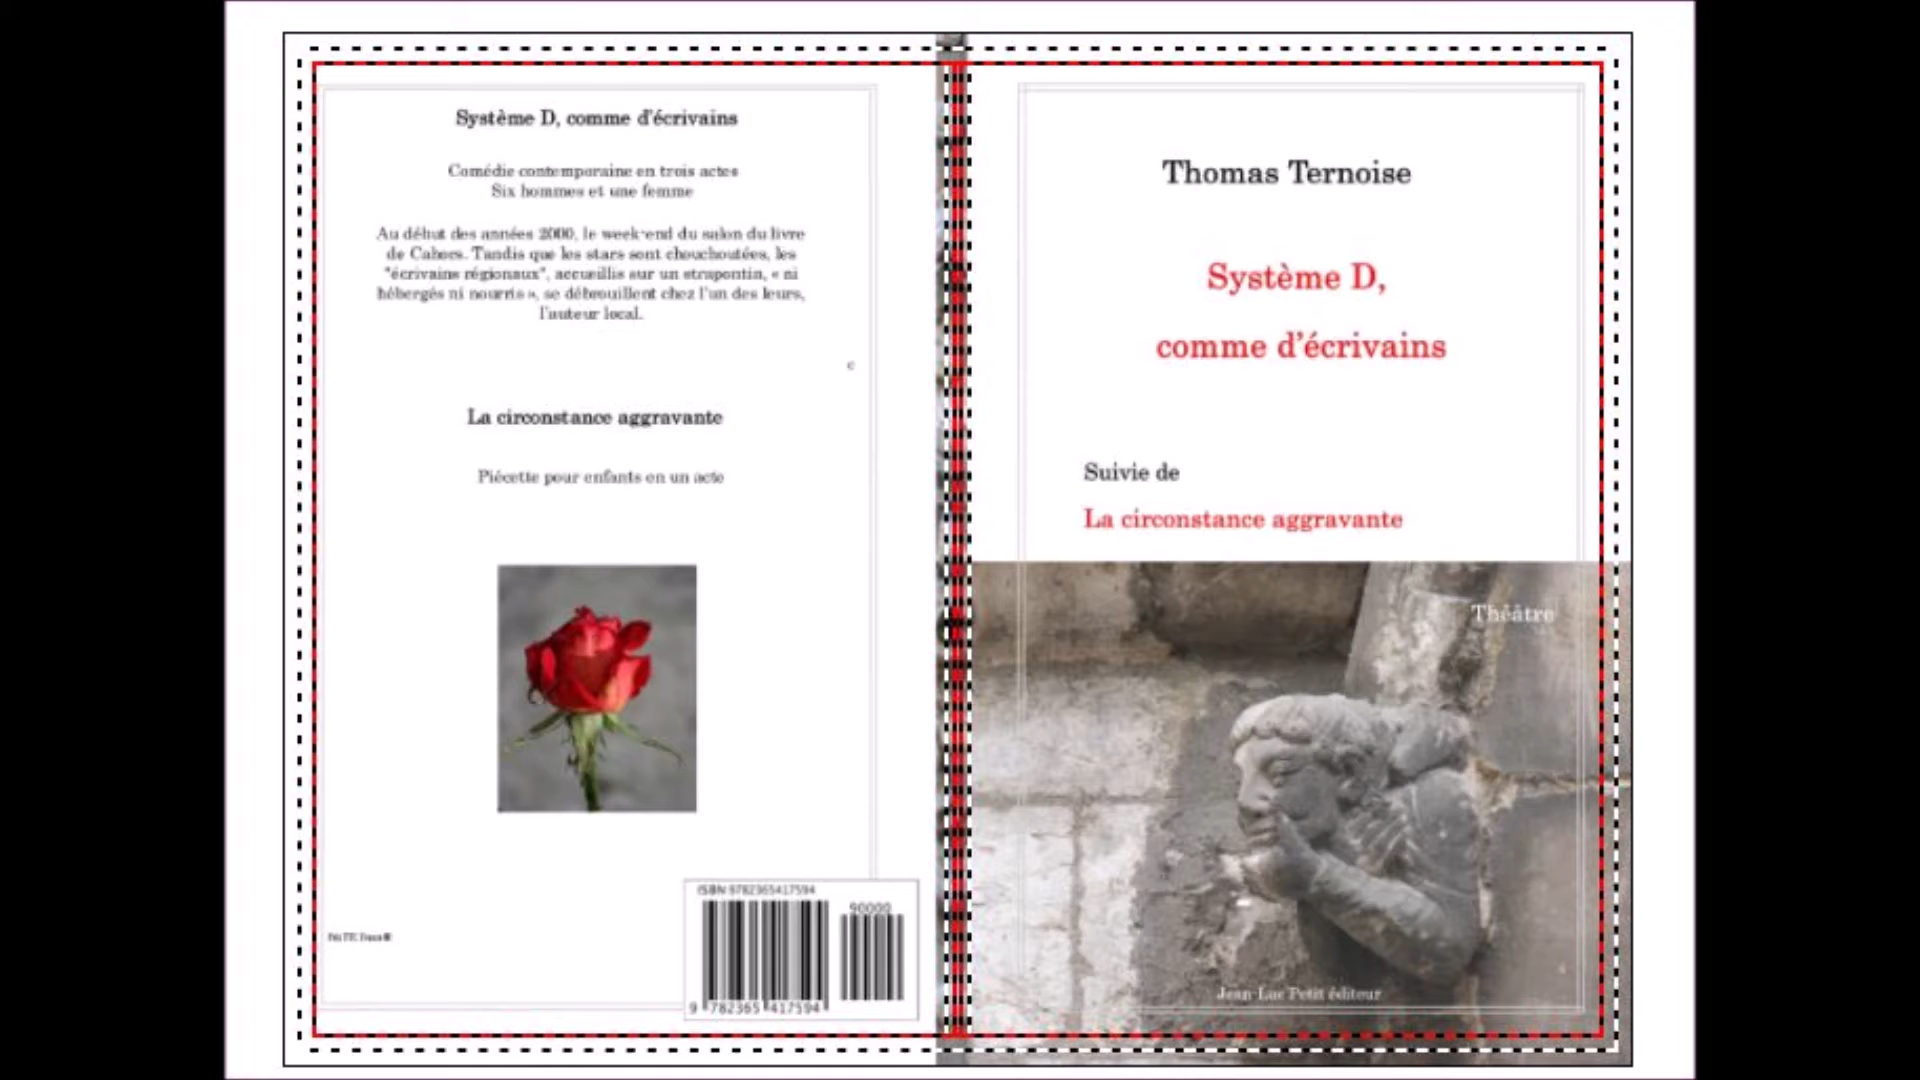 Système D, comme d'écrivains
Comédie contemporaine en trois actes
Six hommes et une femme
Au début des années 2000, le week-end du salon du livre
de Cahors. Tandis que les stars sont chouchoutées, les
"écrivains régionaux", accueillis sur un strapontin, « ni
hébergés ni nourris », se débrouillent chez l'un des leurs,
l'auteur local.
c
La circonstance aggravante
Piécette pour enfants en un acte
ISBN 9782365417594
90000
9 782365 417594
Thomas Ternoise
Système D,
comme d'écrivains
Suivie de
La circonstance aggravante
Théâtre
Jean-Luc Petit éditeur